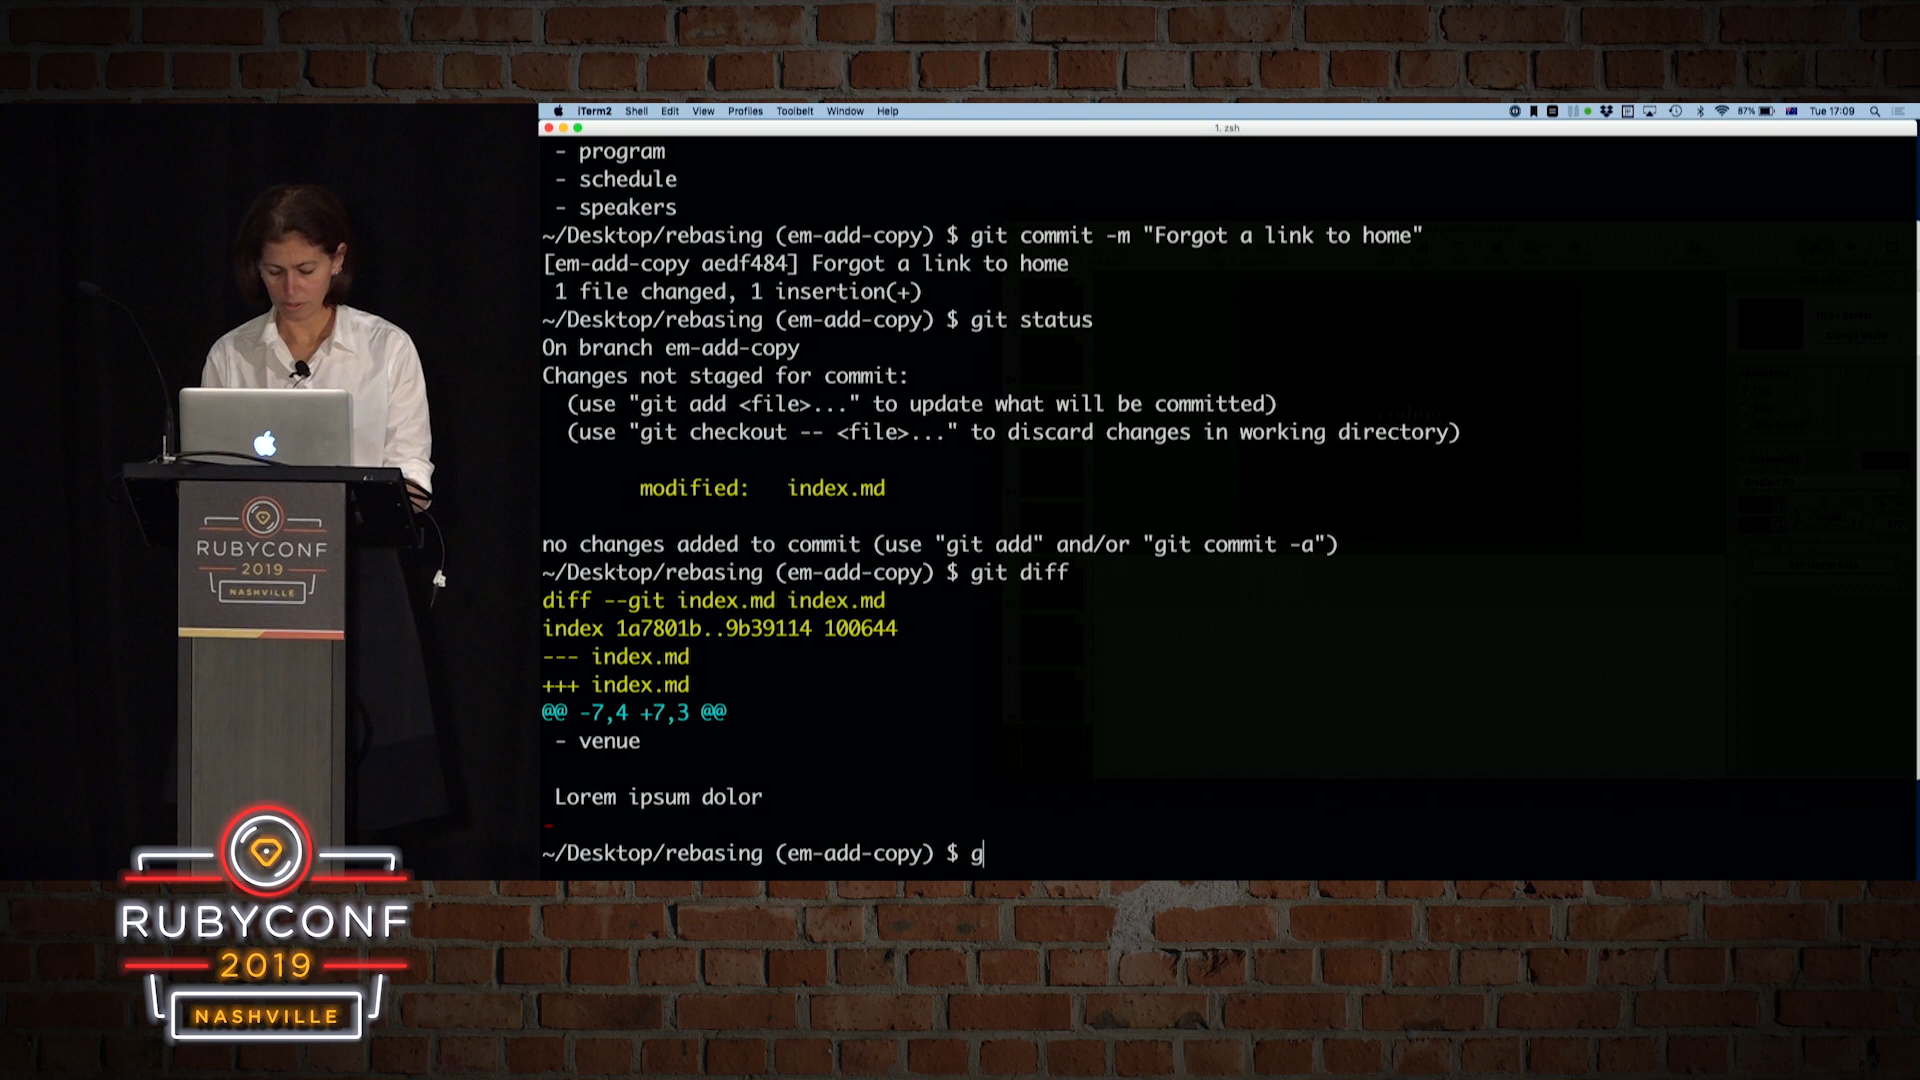 iTerm2 Shell Edit View Profiles Toolbelt Window Help
87% Tue 17:09
1. zsh
- program
- schedule
- speakers
~/Desktop/rebasing (em-add-copy) $ git commit -m "Forgot a link to home"
[em-add-copy aedf484] Forgot a link to home
1 file changed, 1 insertion(+)
~/Desktop/rebasing (em-add-copy) $ git status
On branch em-add-copy
Changes not staged for commit:
(use "git add <file>..." to update what will be committed)
(use "git checkout -- <file>..." to discard changes in working directory)
modified: index.md
no changes added to commit (use "git add" and/or "git commit -a")
~/Desktop/rebasing (em-add-copy) $ git diff
diff --git index.md index.md
index 1a7801b..9b39114 100644
--- index.md
+++ index.md
@@ -7,4 +7,3 @@
- venue
Lorem ipsum dolor
-
~/Desktop/rebasing (em-add-copy) $ g
RUBYCONF
2019
NASHVILLE
RUBYCONF
2019
NASHVILLE